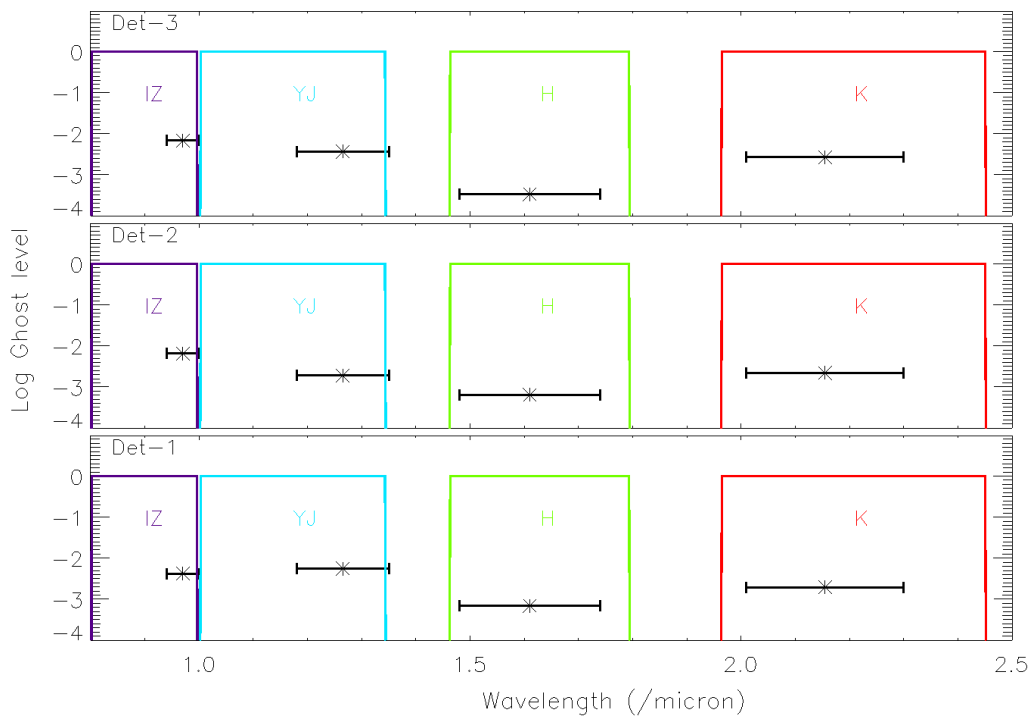 Det-3
0
IZ
YJ
H
K
-1
-2
-3
-4
Det-2
0
IZ
YJ
H
K
-1
-2
-3
-4
Det-1
0
IZ
YJ
H
K
-1
-2
-3
-4
Log Ghost level
1.0
1.5
2.0
2.5
Wavelength (/micron)